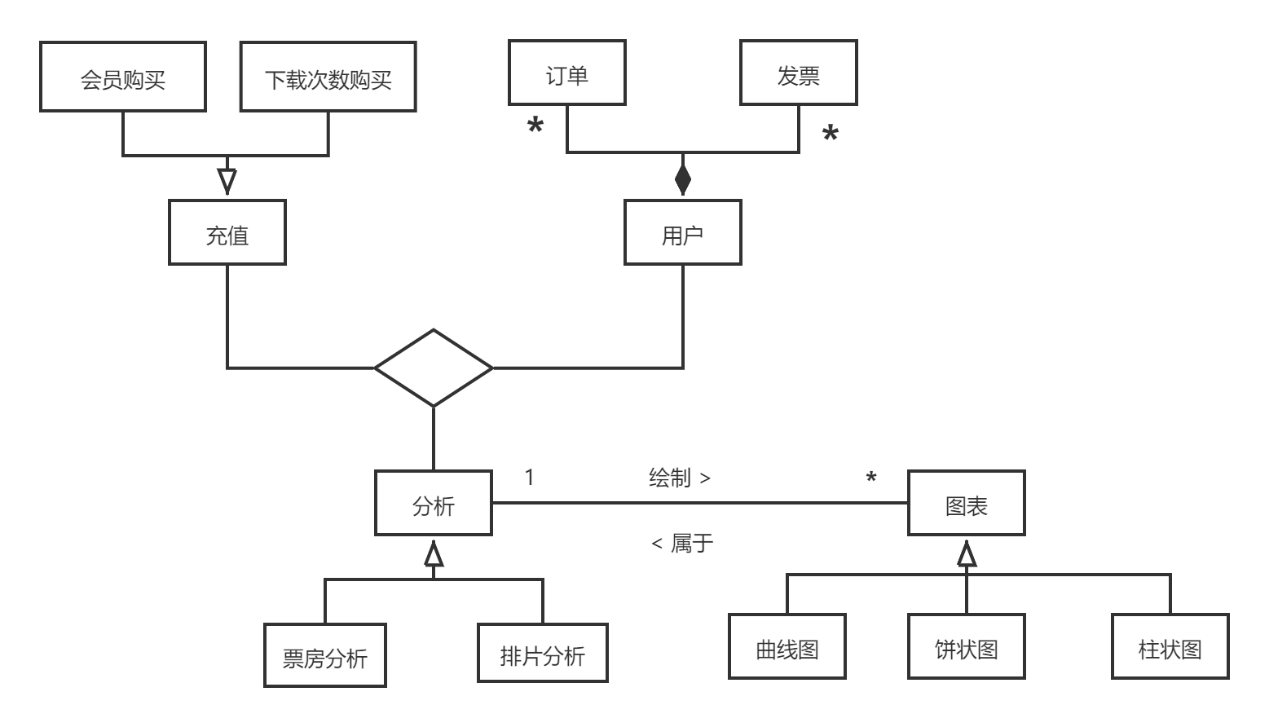 会员购买
下载次数购买
订单
发票
*
*
充值
用户
分析
1
绘制 >
*
图表
< 属于
票房分析
排片分析
曲线图
饼状图
柱状图